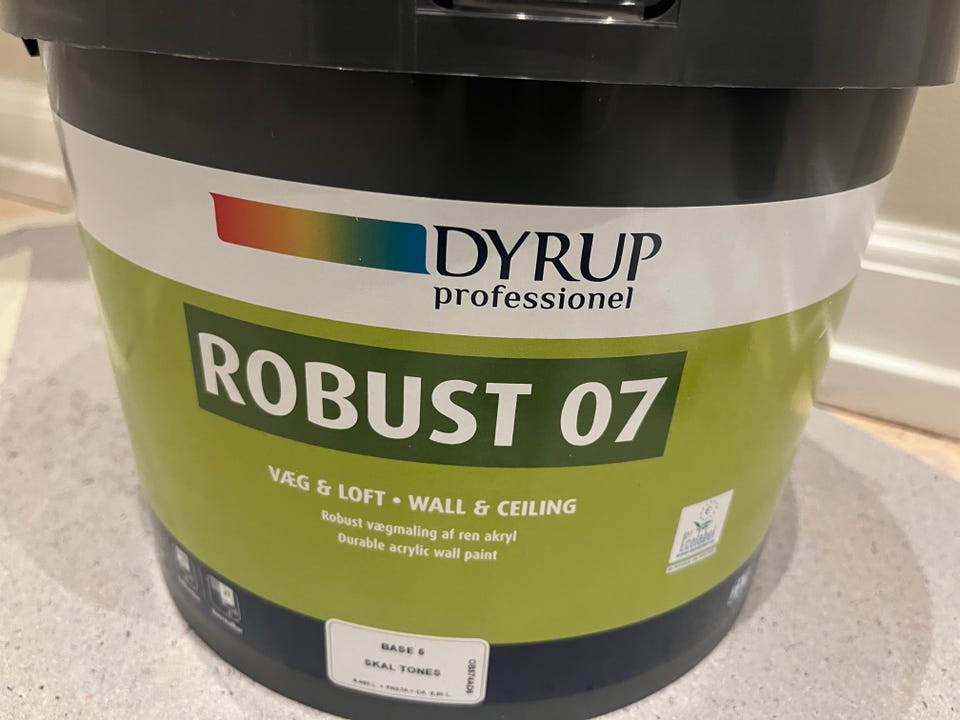 DYRUP
professionel
ROBUST 07
VÆG & LOFT • WALL & CEILING
Robust vægmaling af ren akryl
Durable acrylic wall paint
Ecolabel
BASE 5
SKAL TONES